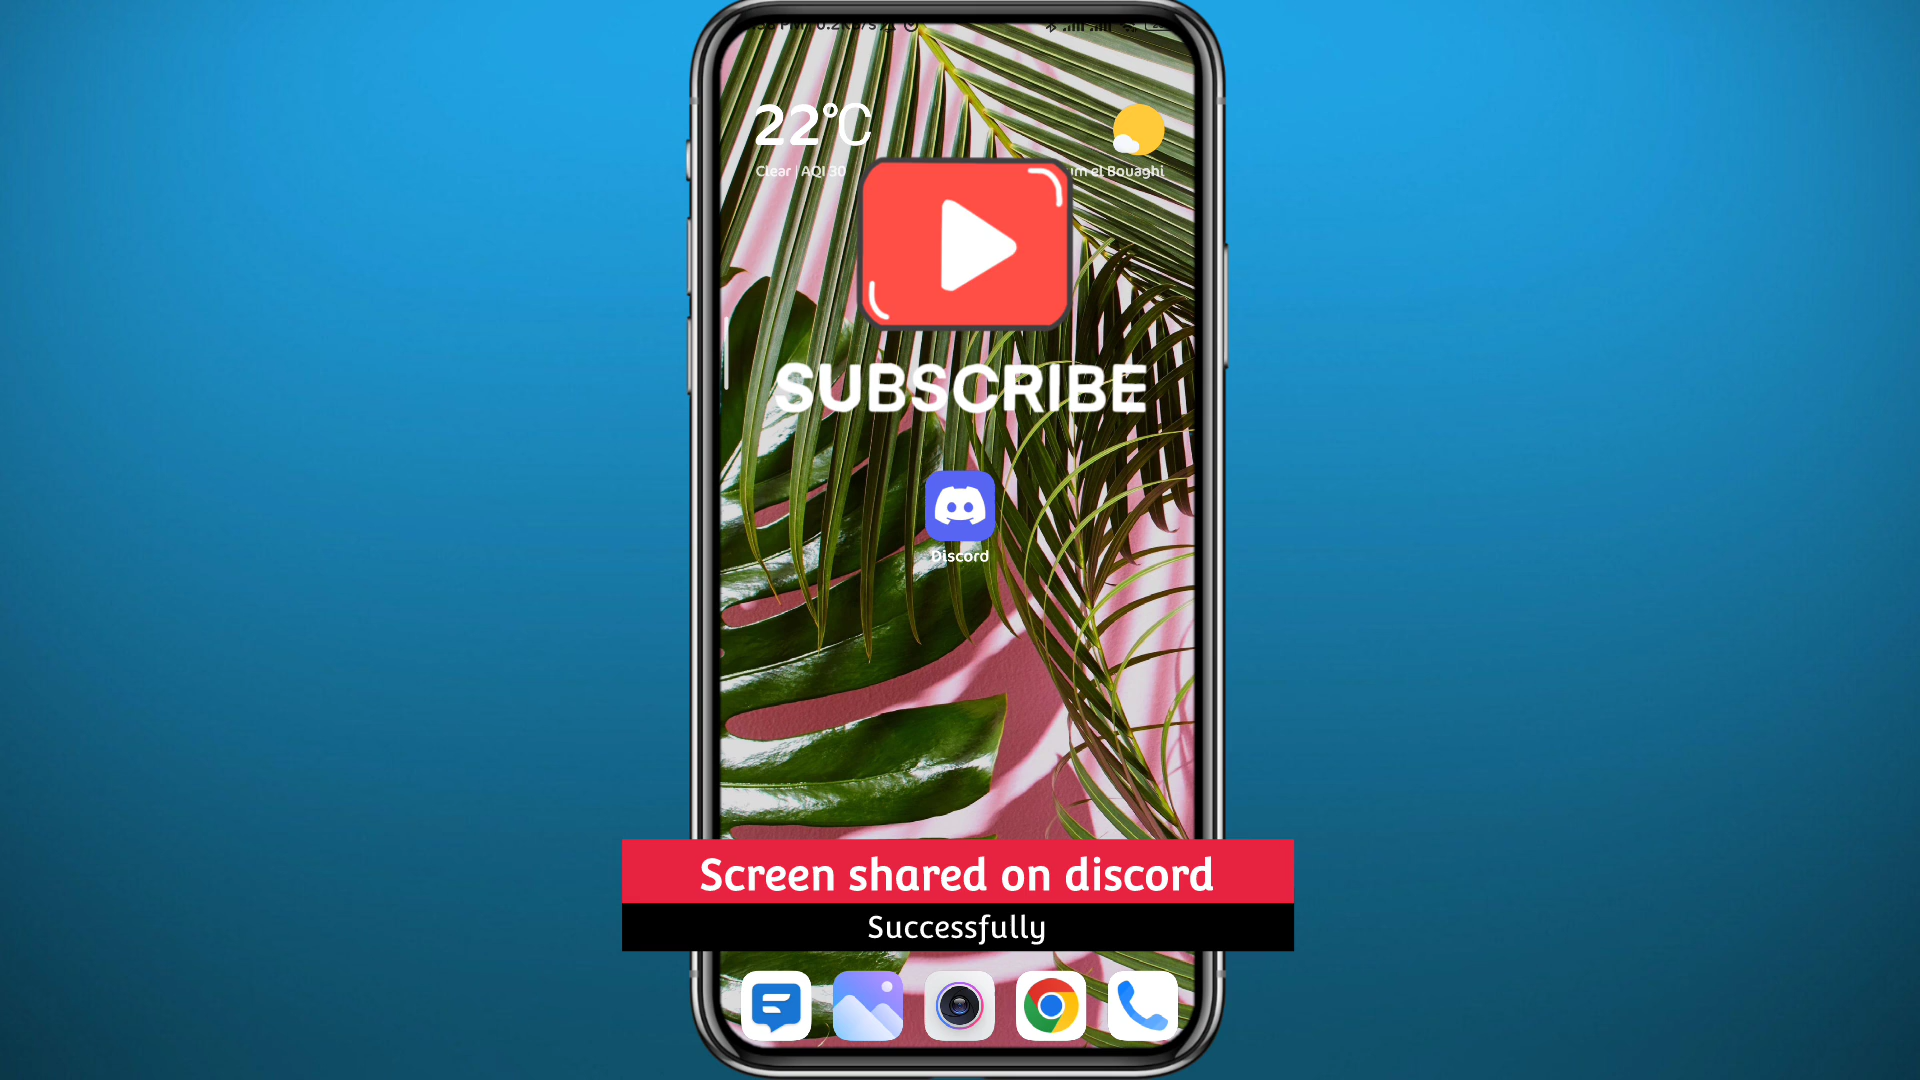 22°C
Clear | AQI 30
el Bouaghi
SUBSCRIBE
Discord
Screen shared on discord
Successfully